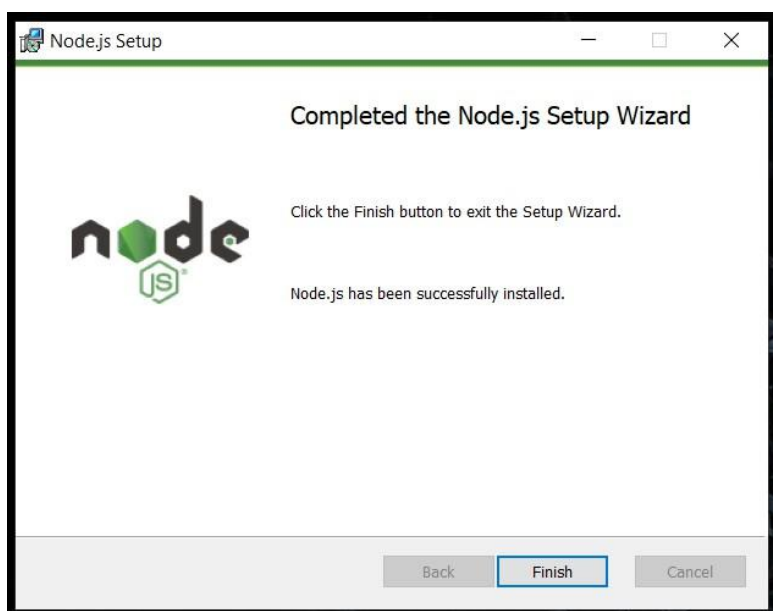 Node.js Setup
Completed the Node.js Setup Wizard
Click the Finish button to exit the Setup Wizard.
node
JS
Node.js has been successfully installed.
Back Finish Cancel